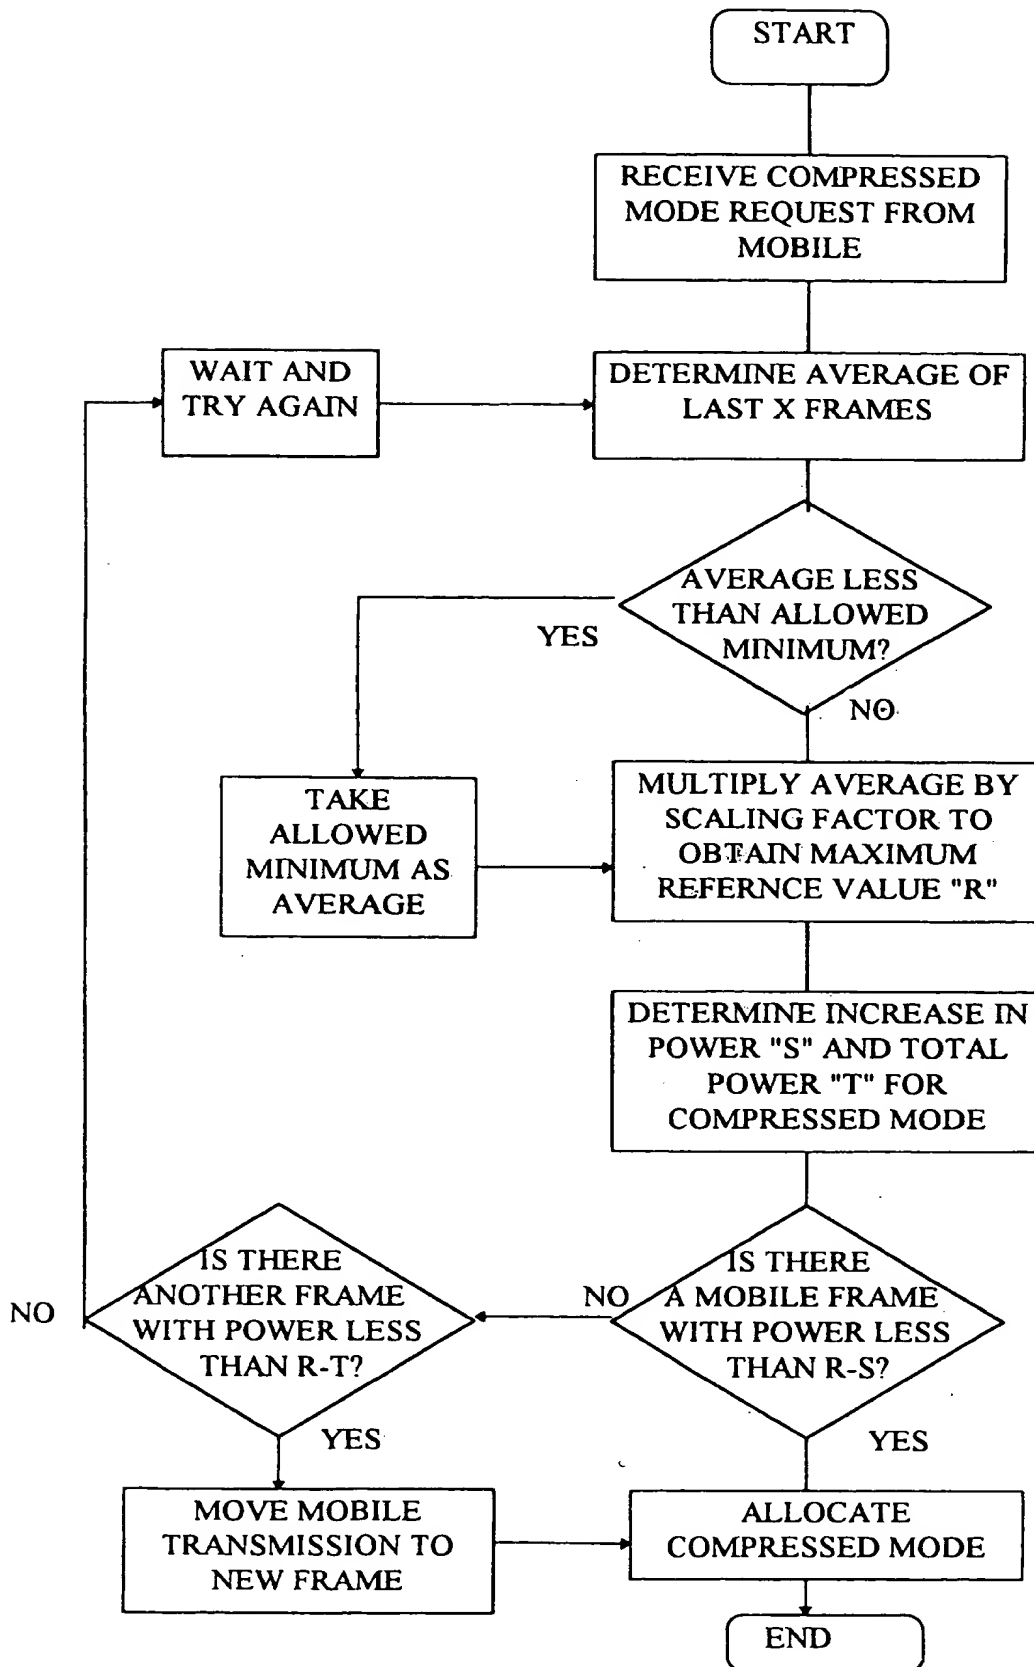 START
RECEIVE COMPRESSED
MODE REQUEST FROM
MOBILE
WAIT AND
TRY AGAIN
DETERMINE AVERAGE OF
LAST X FRAMES
AVERAGE LESS
THAN ALLOWED
MINIMUM?
YES
NO
TAKE
ALLOWED
MINIMUM AS
AVERAGE
MULTIPLY AVERAGE BY
SCALING FACTOR TO
OBTAIN MAXIMUM
REFERNCE VALUE "R"
DETERMINE INCREASE IN
POWER "S" AND TOTAL
POWER "T" FOR
COMPRESSED MODE
IS THERE
A MOBILE FRAME
WITH POWER LESS
THAN R-S?
NO
YES
IS THERE
ANOTHER FRAME
WITH POWER LESS
THAN R-T?
NO
YES
MOVE MOBILE
TRANSMISSION TO
NEW FRAME
ALLOCATE
COMPRESSED MODE
END